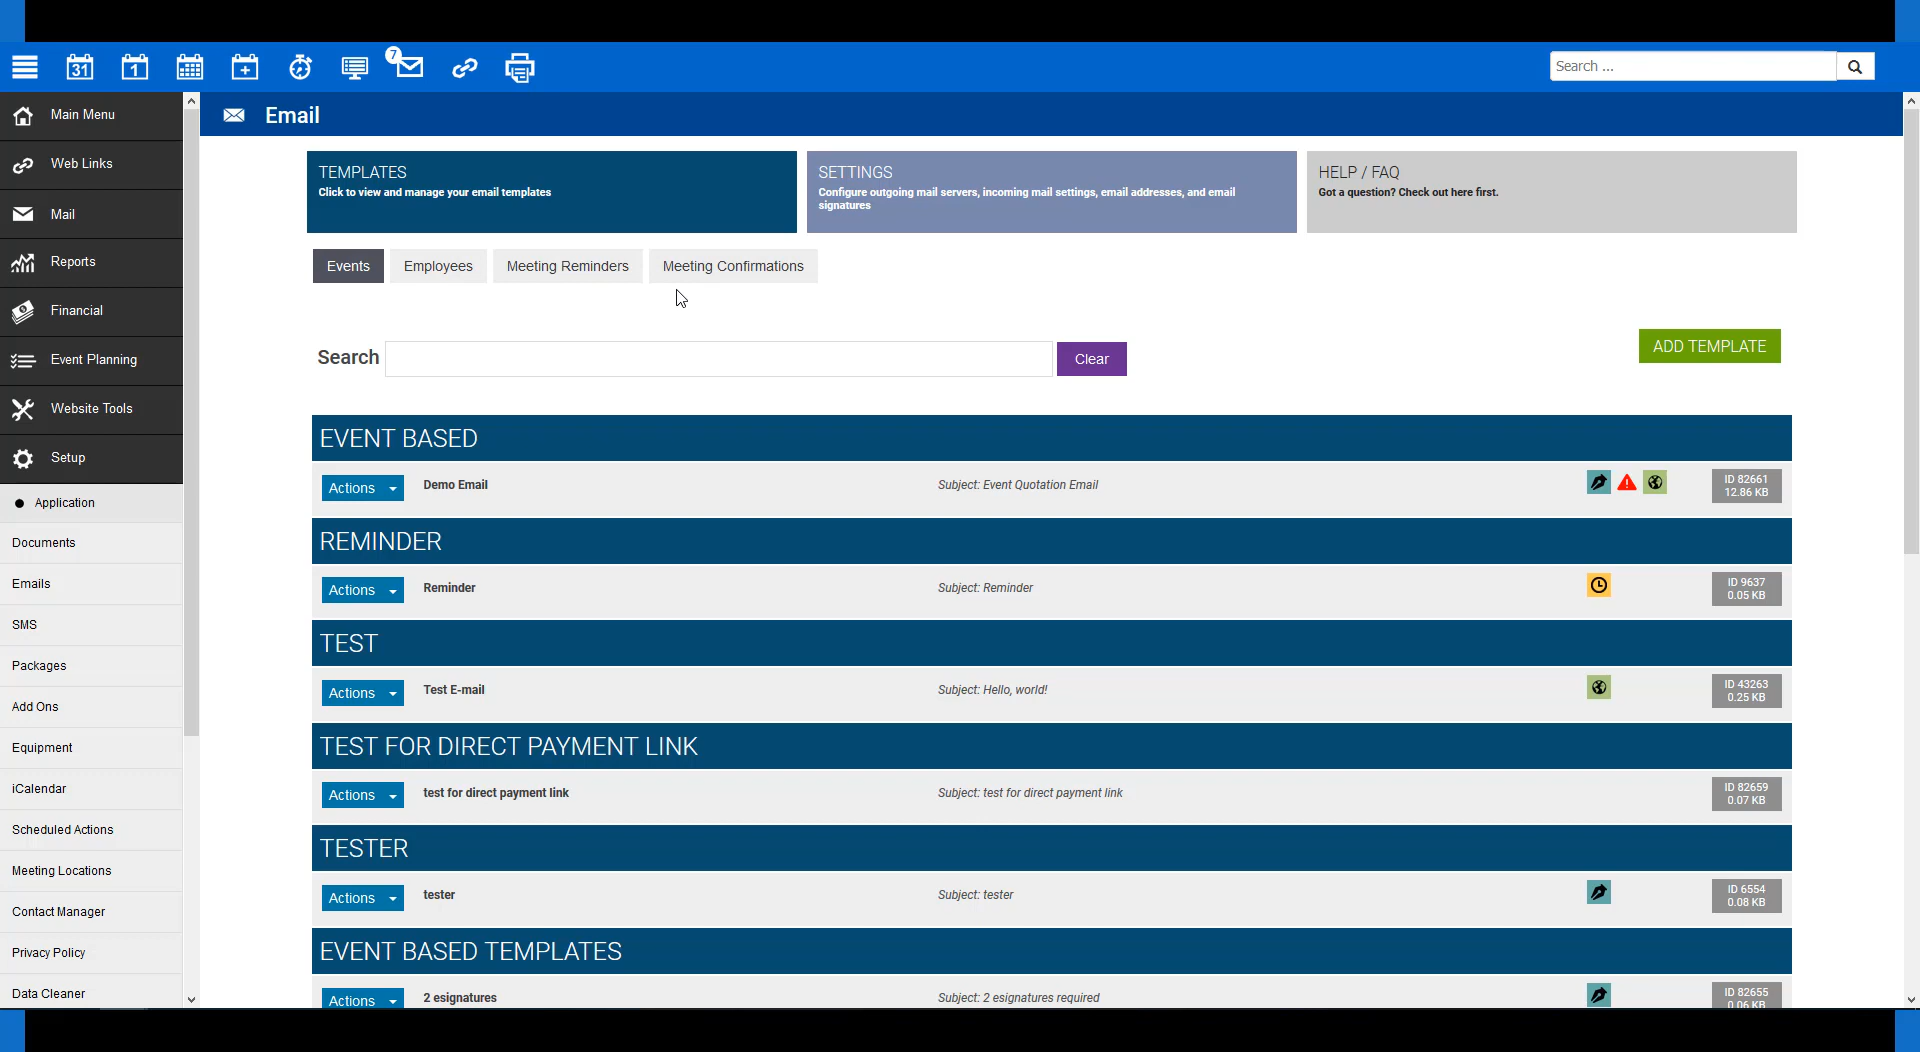 31
1
7
Search ...
Main Menu
Web Links
Mail
Reports
Financial
Event Planning
Website Tools
Setup
Application
Documents
Emails
SMS
Packages
Add Ons
Equipment
iCalendar
Scheduled Actions
Meeting Locations
Contact Manager
Privacy Policy
Data Cleaner
Email
TEMPLATES
Click to view and manage your email templates
SETTINGS
Configure outgoing mail servers, incoming mail settings, email addresses, and email
signatures
HELP / FAQ
Got a question? Check out here first.
Events
Employees
Meeting Reminders
Meeting Confirmations
Search
Clear
ADD TEMPLATE
EVENT BASED
Actions
Demo Email
Subject: Event Quotation Email
ID 82661
12.86 KB
REMINDER
Actions
Reminder
Subject: Reminder
ID 9637
0.05 KB
TEST
Actions
Test E-mail
Subject: Hello, world!
ID 43263
0.25 KB
TEST FOR DIRECT PAYMENT LINK
Actions
test for direct payment link
Subject: test for direct payment link
ID 82659
0.07 KB
TESTER
Actions
tester
Subject: tester
ID 6554
0.08 KB
EVENT BASED TEMPLATES
Actions
2 esignatures
Subject: 2 esignatures required
ID 82655
0.06 KB